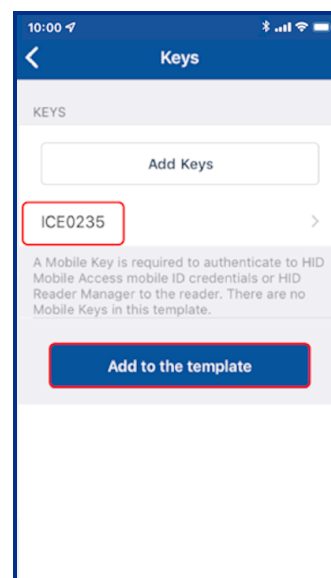 10:00
Keys
KEYS
Add Keys
ICE0235
A Mobile Key is required to authenticate to HID
Mobile Access mobile ID credentials or HID
Reader Manager to the reader. There are no
Mobile Keys in this template.
Add to the template